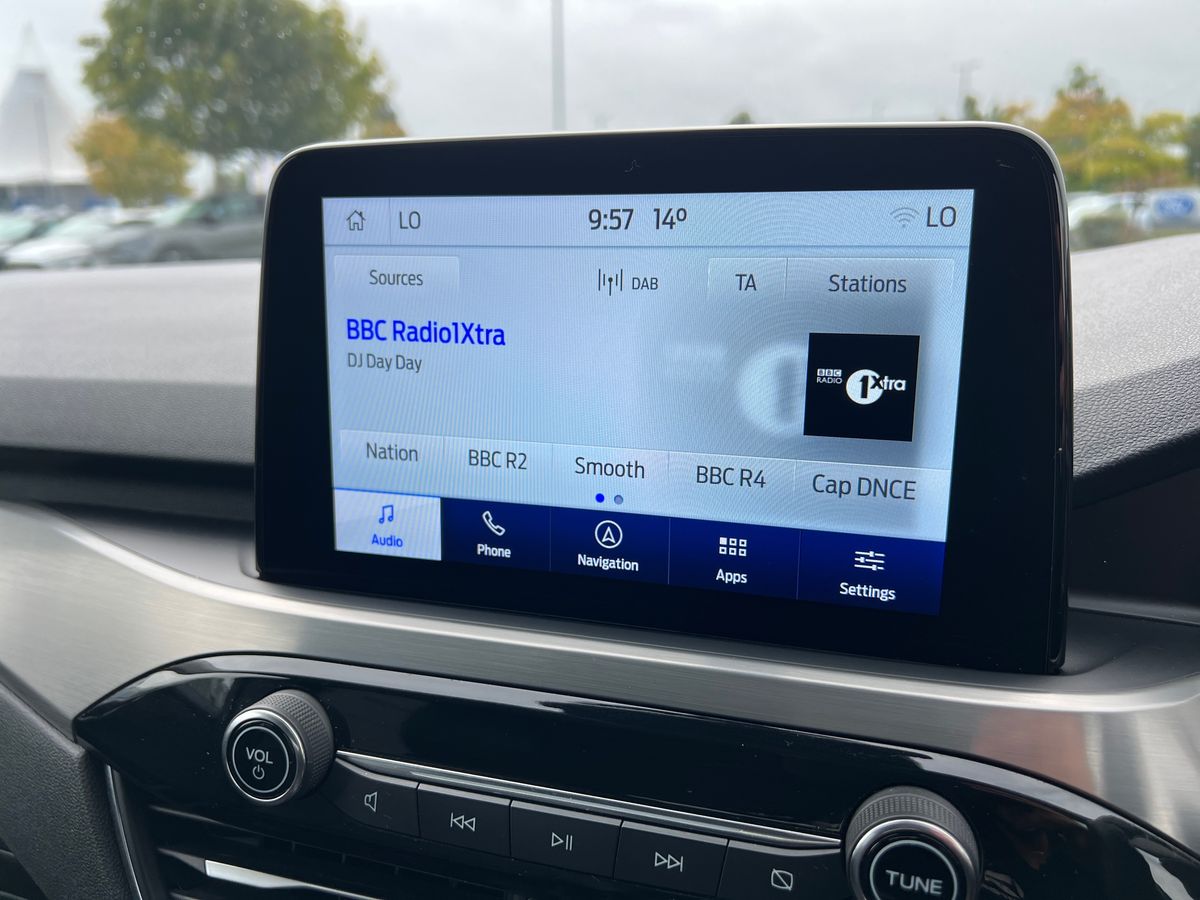 LO 9:57 14º LO
Sources DAB TA Stations
BBC Radio1Xtra
DJ Day Day
BBC
RADIO
1Xtra
Nation BBC R2 Smooth BBC R4 Cap DNCE
Audio Phone Navigation Apps Settings
VOL
TUNE